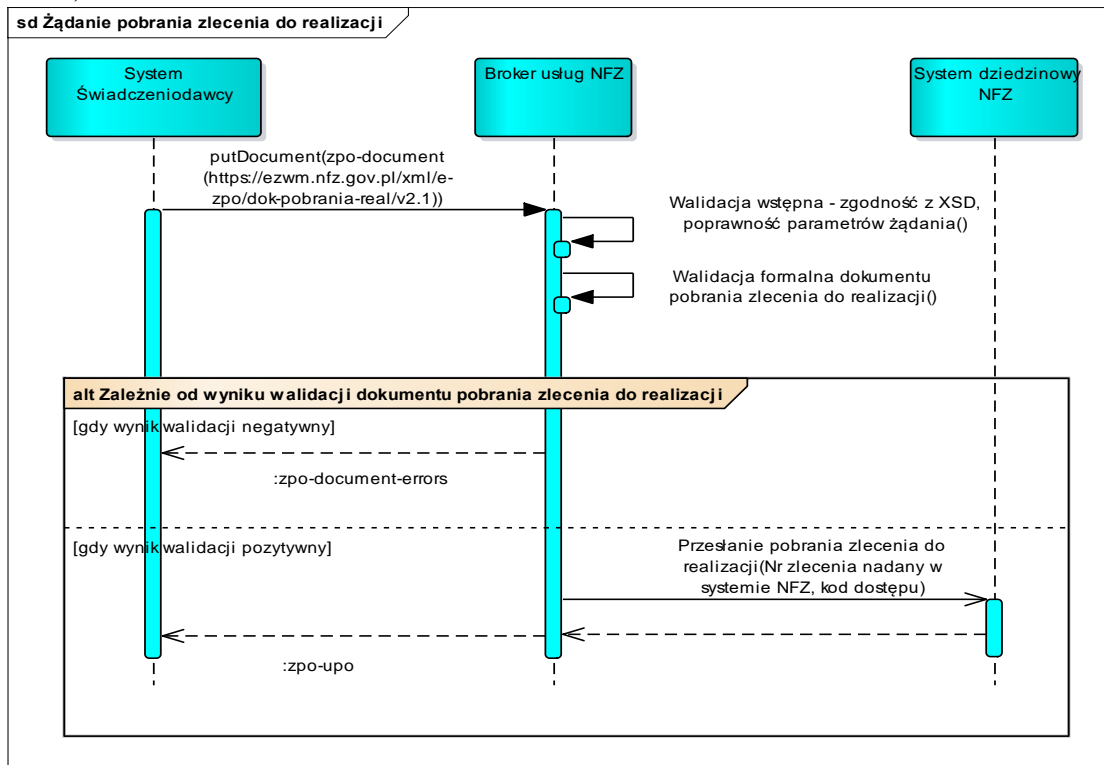 sd Żądanie pobrania zlecenia do realizacji
System
Świadczeniodawcy
Broker usług NFZ
System dziedzinowy
NFZ
putDocument(zpo-document
(https://ezwm.nfz.gov.pl/xml/e-
zpo/dok-pobrania-real/v2.1))
Walidacja wstępna - zgodność z XSD,
poprawność parametrów żądania()
Walidacja formalna dokumentu
pobrania zlecenia do realizacji()
alt Zależnie od wyniku walidacji dokumentu pobrania zlecenia do realizacji
[gdy wynik walidacji negatywny]
:zpo-document-errors
[gdy wynik walidacji pozytywny]
Przesłanie pobrania zlecenia do
realizacji(Nr zlecenia nadany w
systemie NFZ, kod dostępu)
:zpo-upo